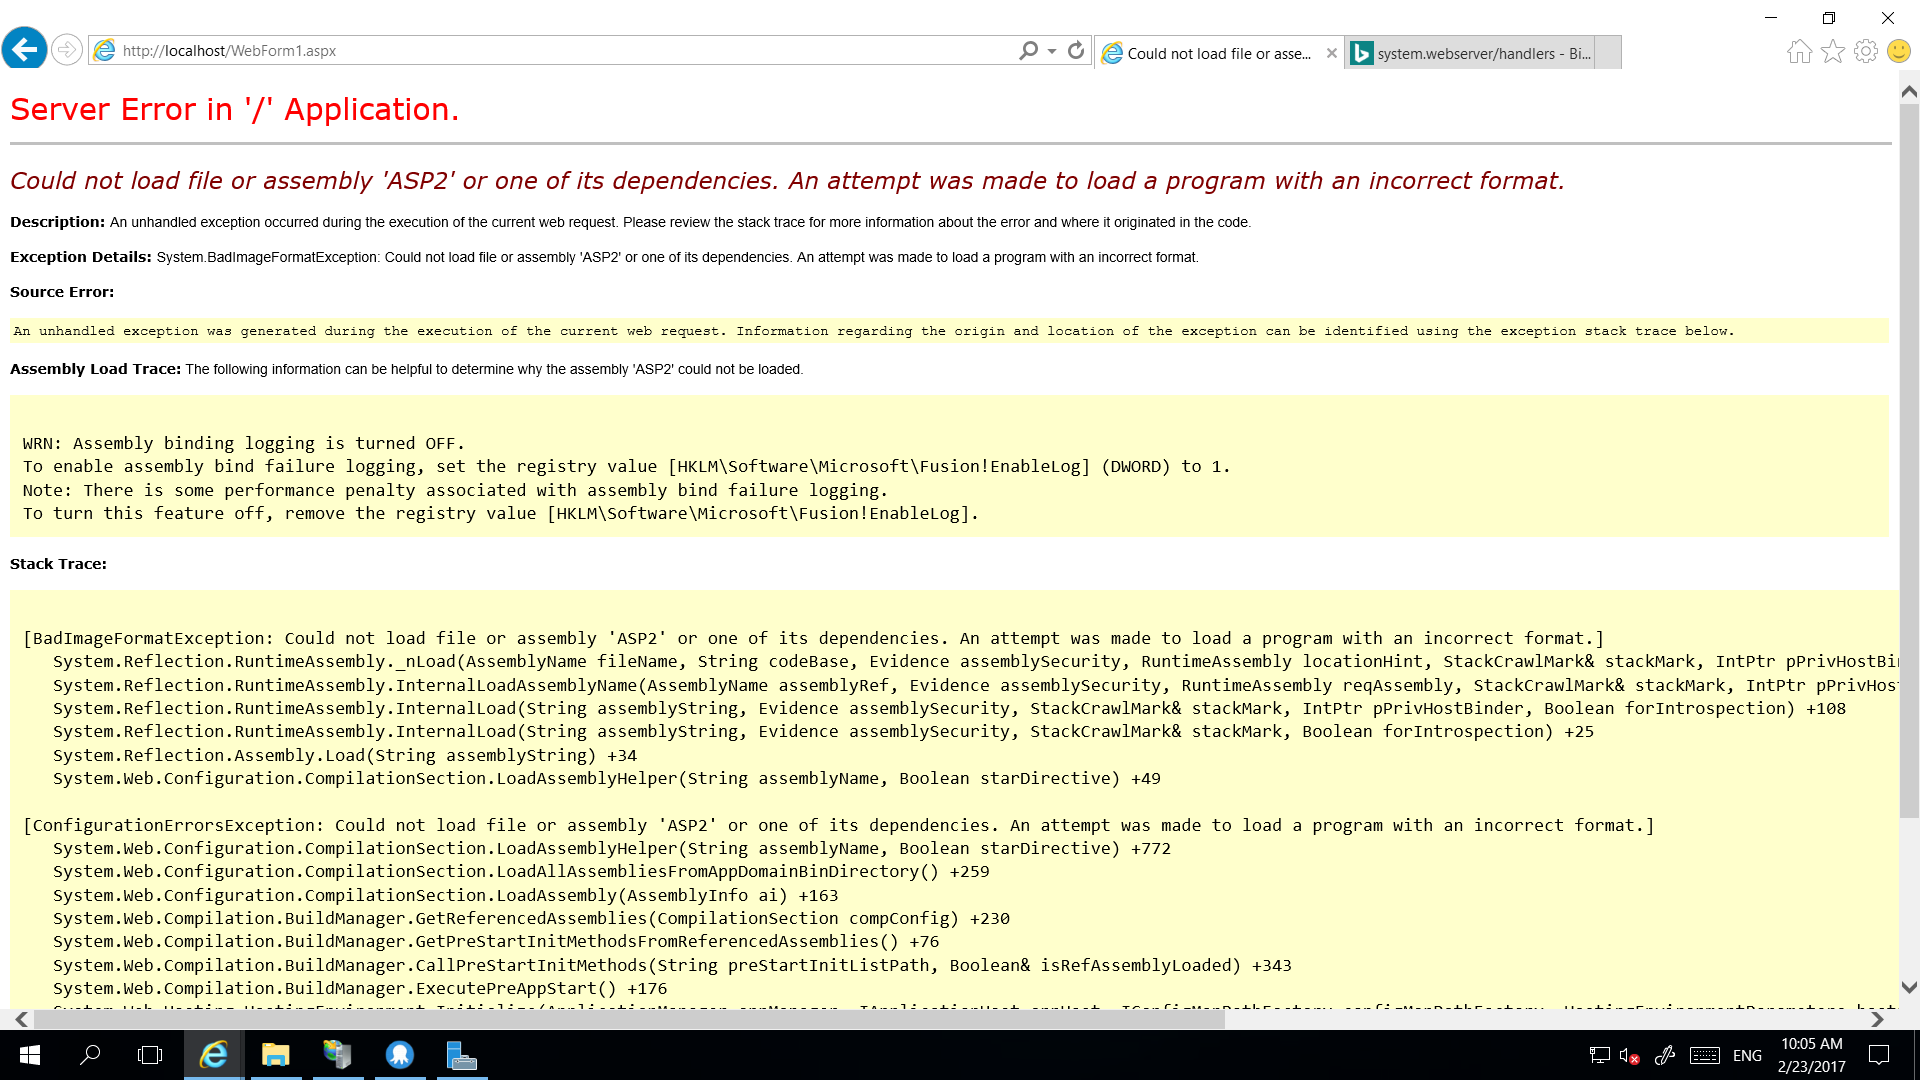 http://localhost/WebForm1.aspx
Could not load file or asse...
system.webserver/handlers - Bi...
Server Error in '/' Application.
Could not load file or assembly 'ASP2' or one of its dependencies. An attempt was made to load a program with an incorrect format.
Description: An unhandled exception occurred during the execution of the current web request. Please review the stack trace for more information about the error and where it originated in the code.
Exception Details: System.BadImageFormatException: Could not load file or assembly 'ASP2' or one of its dependencies. An attempt was made to load a program with an incorrect format.
Source Error:
An unhandled exception was generated during the execution of the current web request. Information regarding the origin and location of the exception can be identified using the exception stack trace below.
Assembly Load Trace: The following information can be helpful to determine why the assembly 'ASP2' could not be loaded.
WRN: Assembly binding logging is turned OFF.
To enable assembly bind failure logging, set the registry value [HKLM\Software\Microsoft\Fusion!EnableLog] (DWORD) to 1.
Note: There is some performance penalty associated with assembly bind failure logging.
To turn this feature off, remove the registry value [HKLM\Software\Microsoft\Fusion!EnableLog].
Stack Trace:
[BadImageFormatException: Could not load file or assembly 'ASP2' or one of its dependencies. An attempt was made to load a program with an incorrect format.]
System.Reflection.RuntimeAssembly._nLoad(AssemblyName fileName, String codeBase, Evidence assemblySecurity, RuntimeAssembly locationHint, StackCrawlMark& stackMark, IntPtr pPrivHostBi
System.Reflection.RuntimeAssembly.InternalLoadAssemblyName(AssemblyName assemblyRef, Evidence assemblySecurity, RuntimeAssembly reqAssembly, StackCrawlMark& stackMark, IntPtr pPrivHost
System.Reflection.RuntimeAssembly.InternalLoad(String assemblyString, Evidence assemblySecurity, StackCrawlMark& stackMark, IntPtr pPrivHostBinder, Boolean forIntrospection) +108
System.Reflection.RuntimeAssembly.InternalLoad(String assemblyString, Evidence assemblySecurity, StackCrawlMark& stackMark, Boolean forIntrospection) +25
System.Reflection.Assembly.Load(String assemblyString) +34
System.Web.Configuration.CompilationSection.LoadAssemblyHelper(String assemblyName, Boolean starDirective) +49
[ConfigurationErrorsException: Could not load file or assembly 'ASP2' or one of its dependencies. An attempt was made to load a program with an incorrect format.]
System.Web.Configuration.CompilationSection.LoadAssemblyHelper(String assemblyName, Boolean starDirective) +772
System.Web.Configuration.CompilationSection.LoadAllAssembliesFromAppDomainBinDirectory() +259
System.Web.Configuration.CompilationSection.LoadAssembly(AssemblyInfo ai) +163
System.Web.Compilation.BuildManager.GetReferencedAssemblies(CompilationSection compConfig) +230
System.Web.Compilation.BuildManager.GetPreStartInitMethodsFromReferencedAssemblies() +76
System.Web.Compilation.BuildManager.CallPreStartInitMethods(String preStartInitListPath, Boolean& isRefAssemblyLoaded) +343
System.Web.Compilation.BuildManager.ExecutePreAppStart() +176
ENG
10:05 AM
2/23/2017